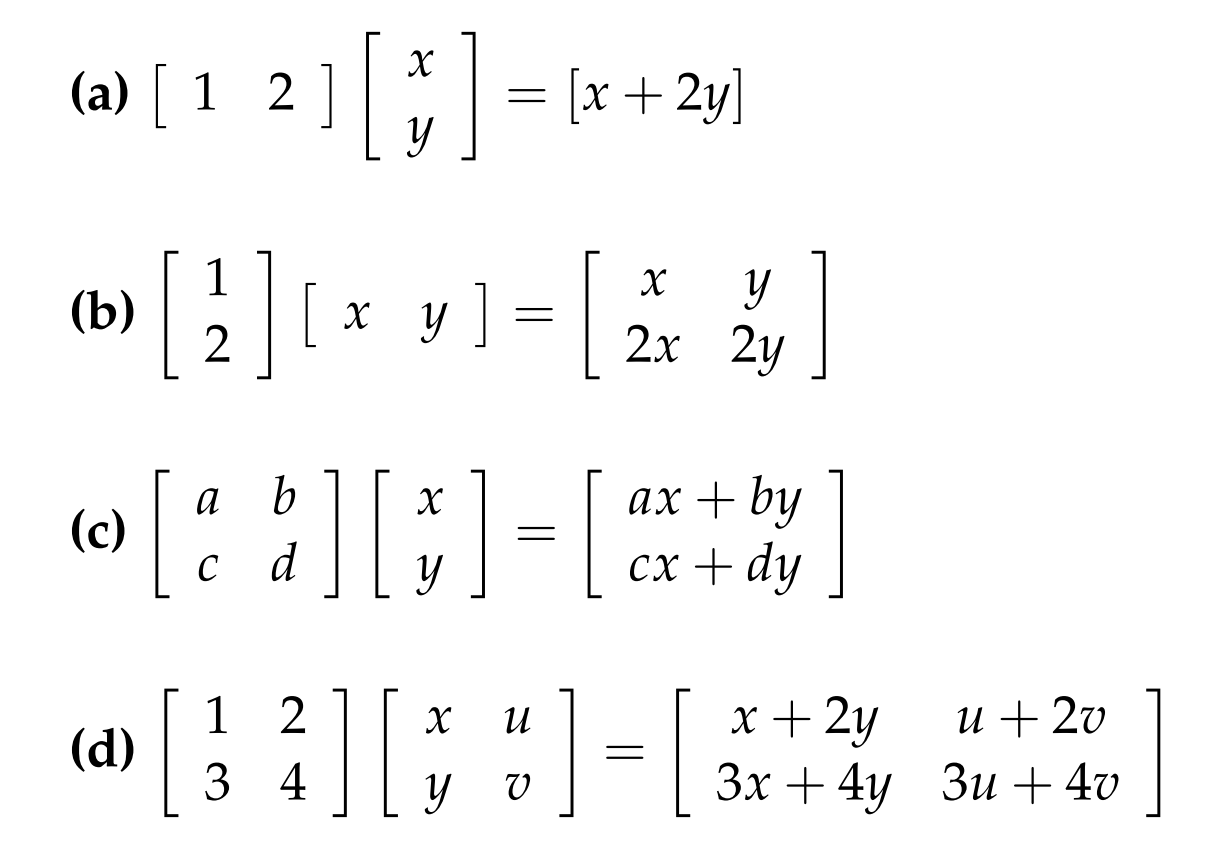 (a) [ 1 2 ] [ x y ] = [x + 2y]
(b) [ 1 2 ] [ x y ] = [ x y 2x 2y ]
(c) [ a b c d ] [ x y ] = [ ax + by cx + dy ]
(d) [ 1 2 3 4 ] [ x u y v ] = [ x + 2y u + 2v 3x + 4y 3u + 4v ]